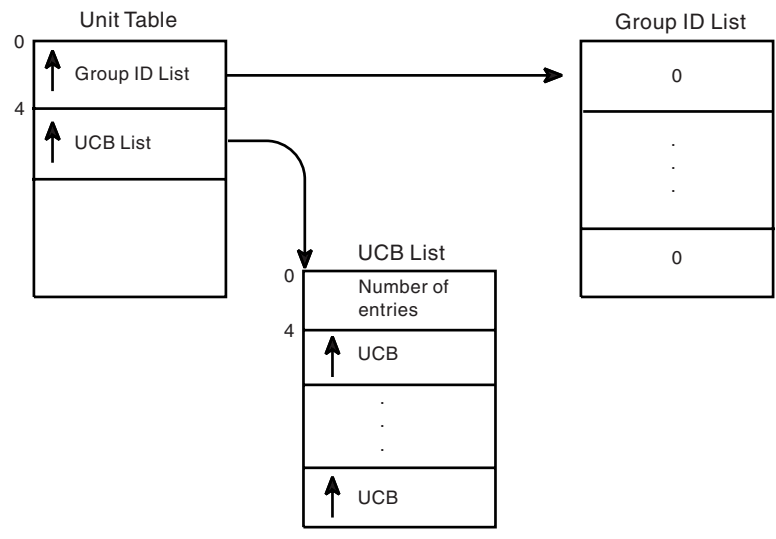 Unit Table
Group ID List
0
Group ID List
0
4
UCB List
.
.
.
UCB List
0
0
Number of
entries
4
UCB
.
.
.
UCB